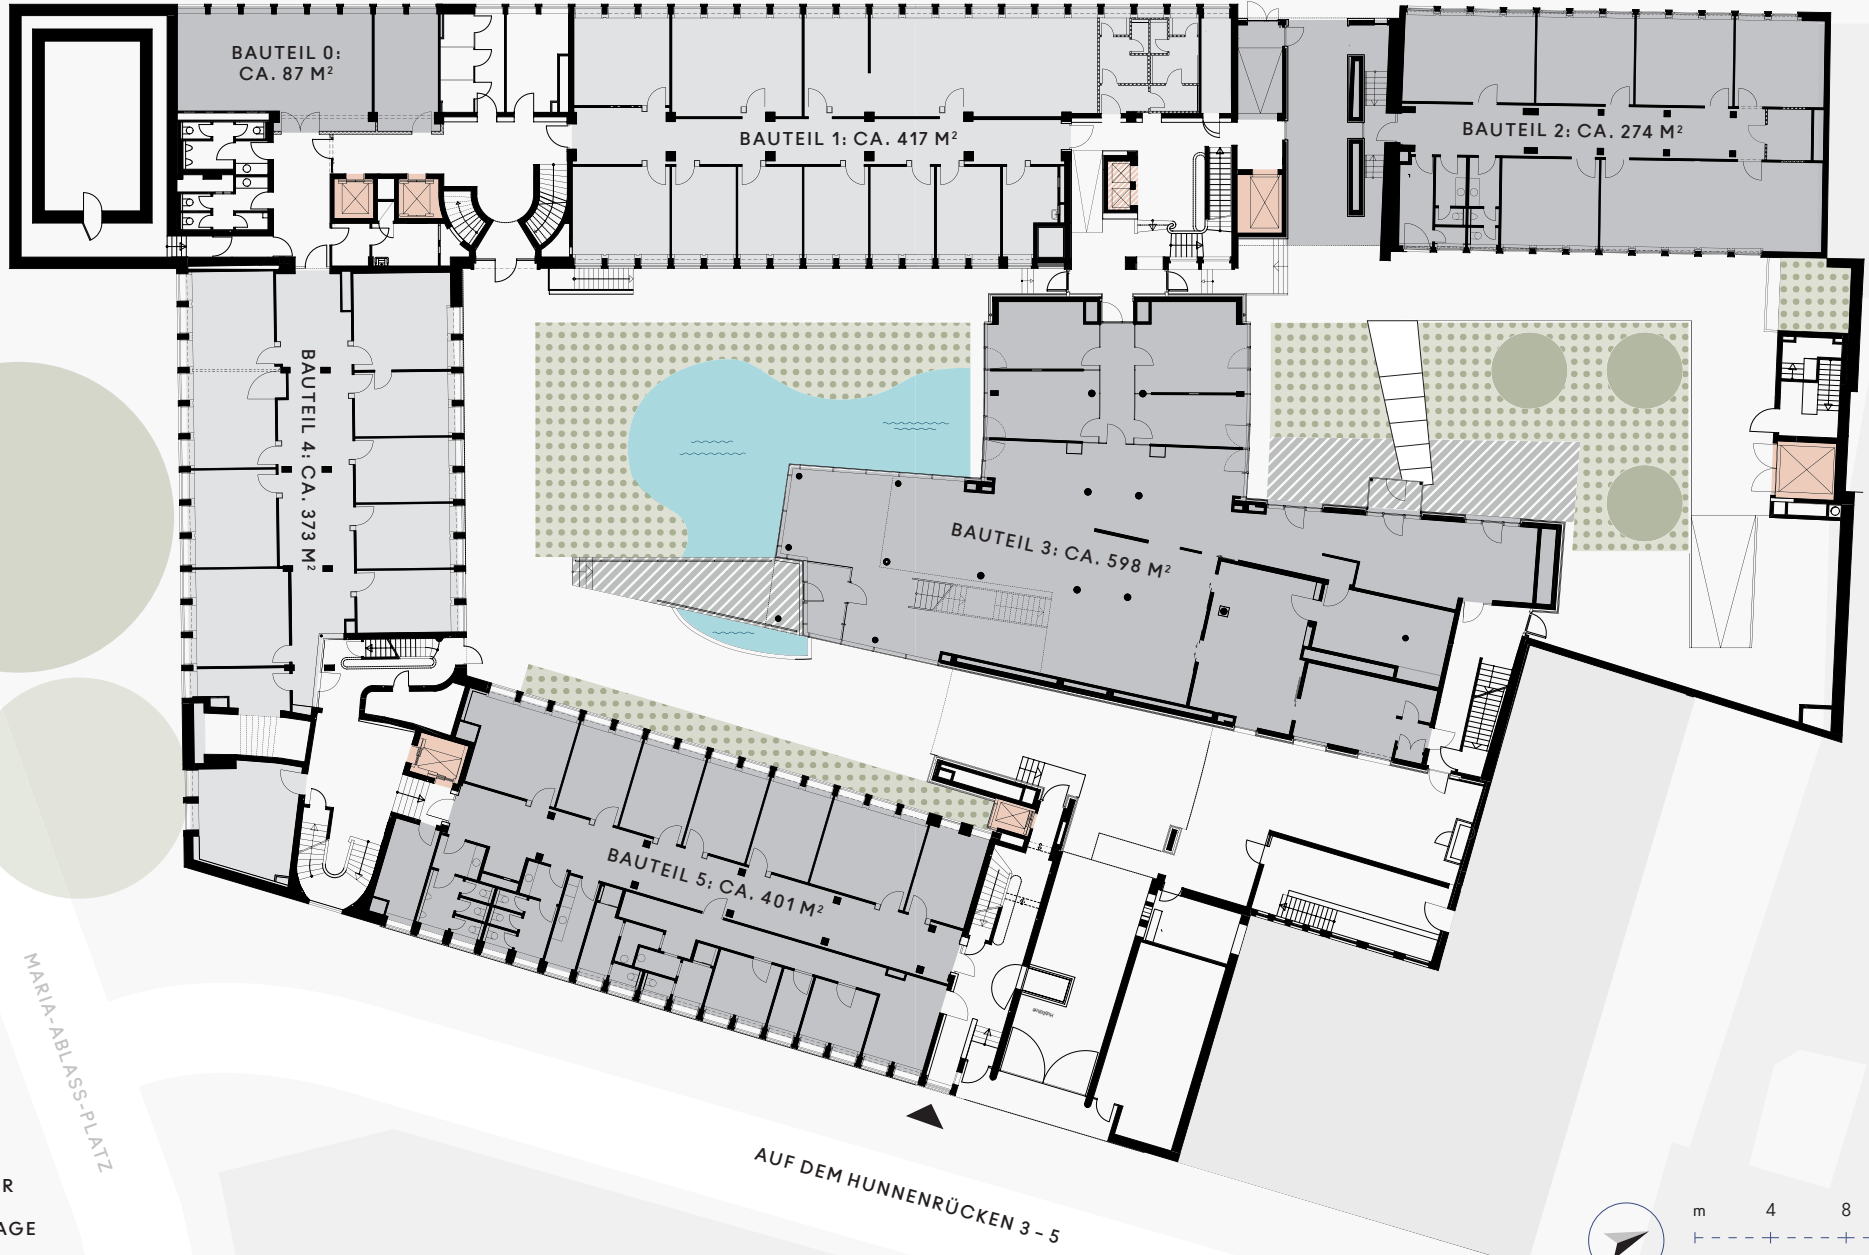 BAUTEIL 0:
CA. 87 M²
BAUTEIL 1: CA. 417 M²
BAUTEIL 2: CA. 274 M²
BAUTEIL 4: CA. 373 M²
BAUTEIL 3: CA. 598 M²
BAUTEIL 5: CA. 401 M²
MARIA-ABLASS-PLATZ
AUF DEM HUNNENRÜCKEN 3 – 5
R
AGE
m 4 8